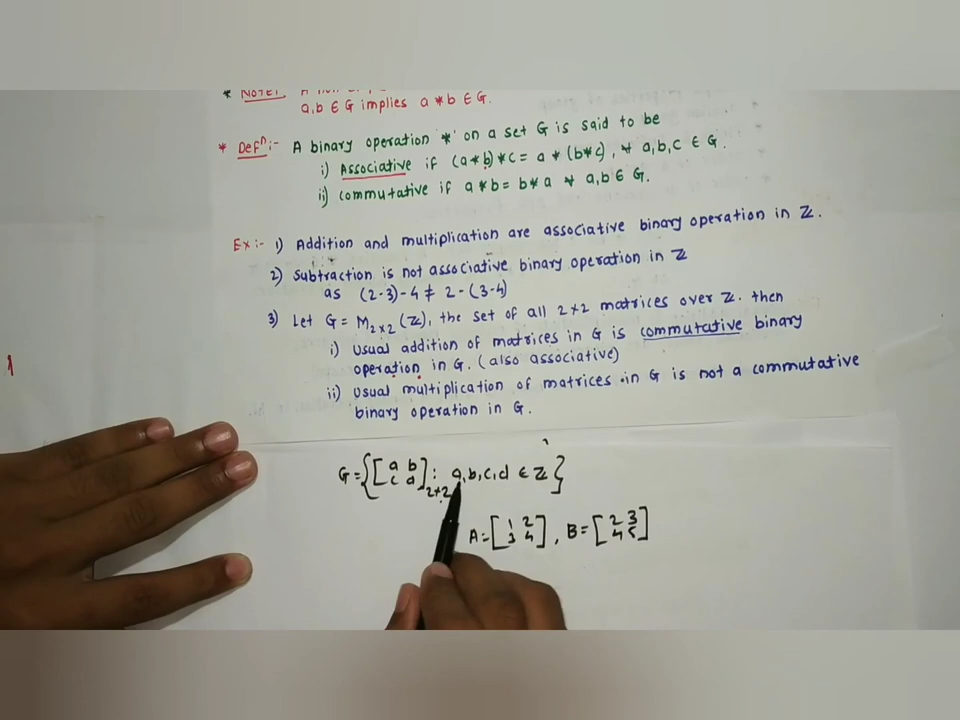 * NOTE:
a,b ∈ G implies a * b ∈ G.
* Defⁿ:- A binary operation '*' on a set G is said to be
i) Associative if (a*b)*c = a*(b*c), ∀ a,b,c ∈ G.
ii) commutative if a*b = b*a ∀ a,b ∈ G.
Ex:- 1) Addition and multiplication are associative binary operation in ℤ.
2) Subtraction is not associative binary operation in ℤ
as (2-3)-4 ≠ 2-(3-4)
3) Let G = M₂ₓ₂(ℤ), the set of all 2×2 matrices over ℤ. then
i) usual addition of matrices in G is commutative binary
operation in G. (also associative)
ii) usual multiplication of matrices in G is not a commutative
binary operation in G.
1
G = {[a b
c d]₂ₓ₂ : a,b,c,d ∈ ℤ}
A = [1 2
3 4], B = [2 3
4 5]